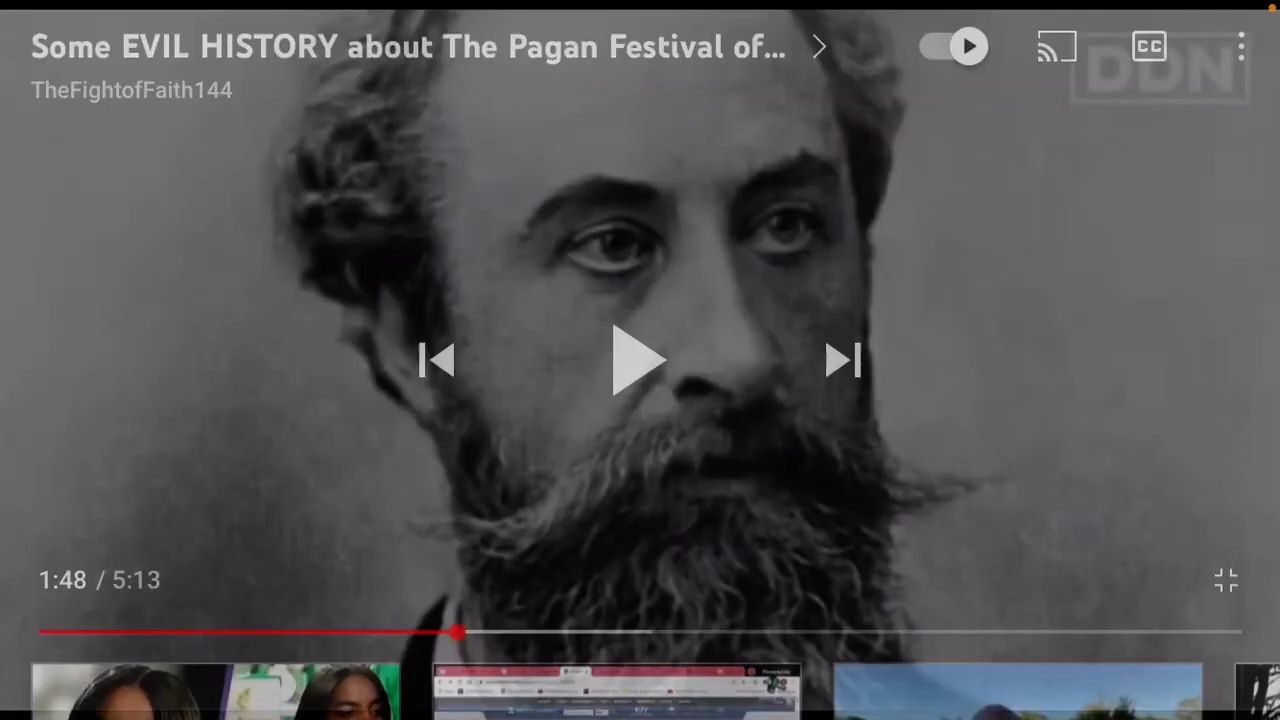 Some EVIL HISTORY about The Pagan Festival of...
TheFightofFaith144
CC
DDN
1:48 / 5:13